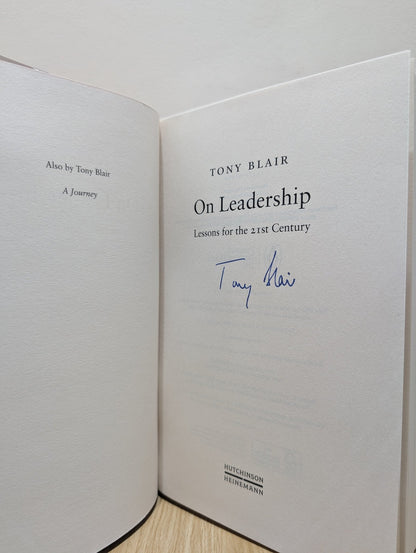 Also by Tony Blair
A Journey
TONY BLAIR
On Leadership
Lessons for the 21st Century
Tony Blair
HUTCHINSON
HEINEMANN